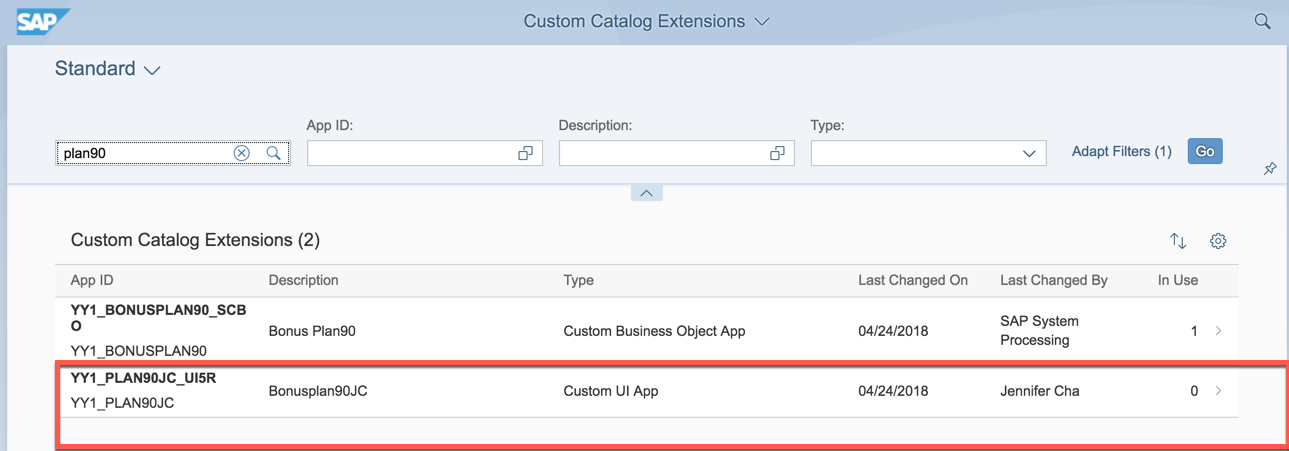 SAP
Custom Catalog Extensions
Standard
App ID:
Description:
Type:
plan90
Adapt Filters (1)
Go
Custom Catalog Extensions (2)
App ID
Description
Type
Last Changed On
Last Changed By
In Use
YY1_BONUSPLAN90_SCB
O
YY1_BONUSPLAN90
Bonus Plan90
Custom Business Object App
04/24/2018
SAP System
Processing
1
YY1_PLAN90JC_UI5R
YY1_PLAN90JC
Bonusplan90JC
Custom UI App
04/24/2018
Jennifer Cha
0